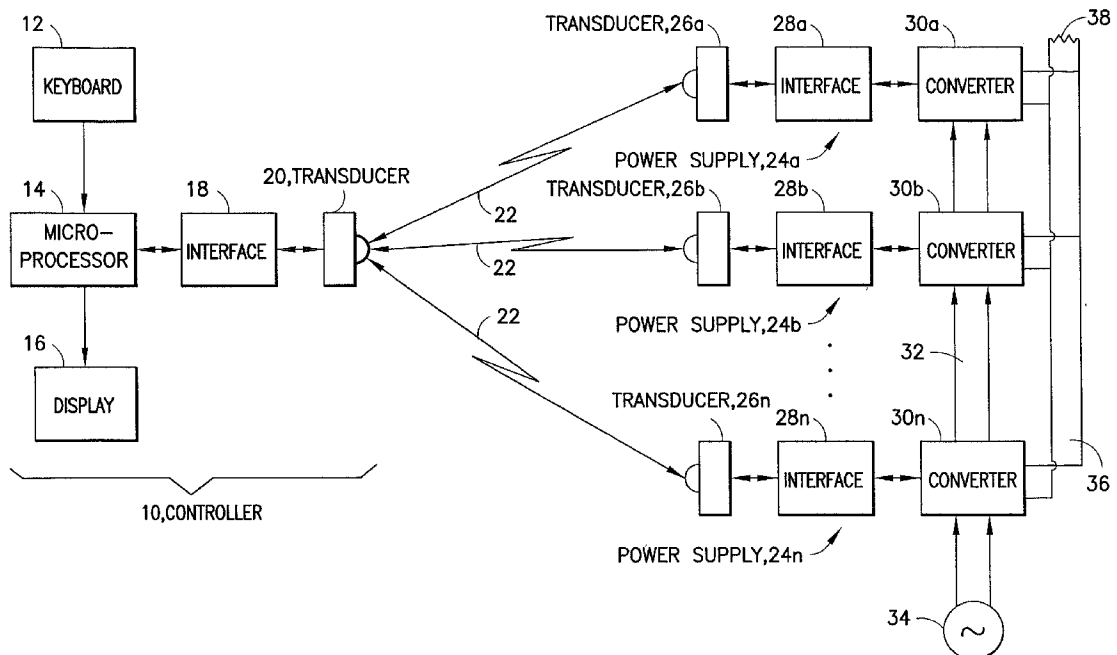 12
KEYBOARD
14
MICRO-
PROCESSOR
16
DISPLAY
18
INTERFACE
20,TRANSDUCER
10,CONTROLLER
22
22
22
TRANSDUCER,26a
28a
INTERFACE
30a
CONVERTER
38
POWER SUPPLY,24a
TRANSDUCER,26b
28b
INTERFACE
30b
CONVERTER
POWER SUPPLY,24b
32
TRANSDUCER,26n
28n
INTERFACE
30n
CONVERTER
36
POWER SUPPLY,24n
34
~